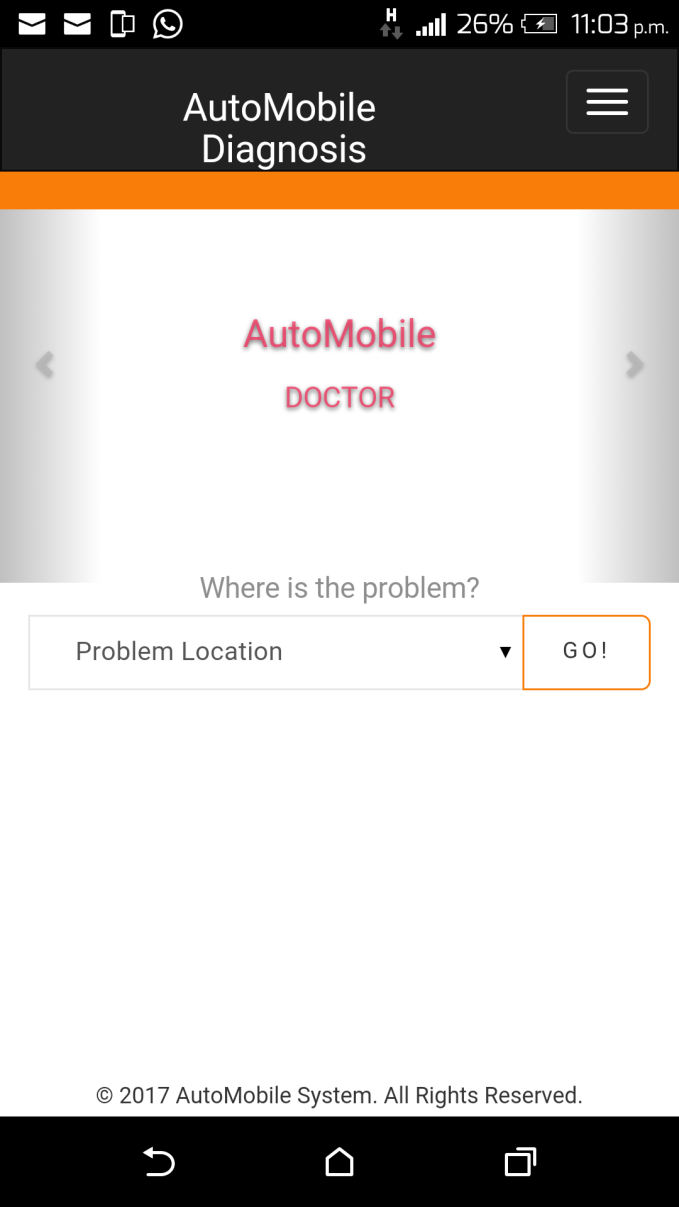 H 26% 11:03 p.m.
AutoMobile
Diagnosis
AutoMobile
DOCTOR
Where is the problem?
Problem Location GO!
© 2017 AutoMobile System. All Rights Reserved.